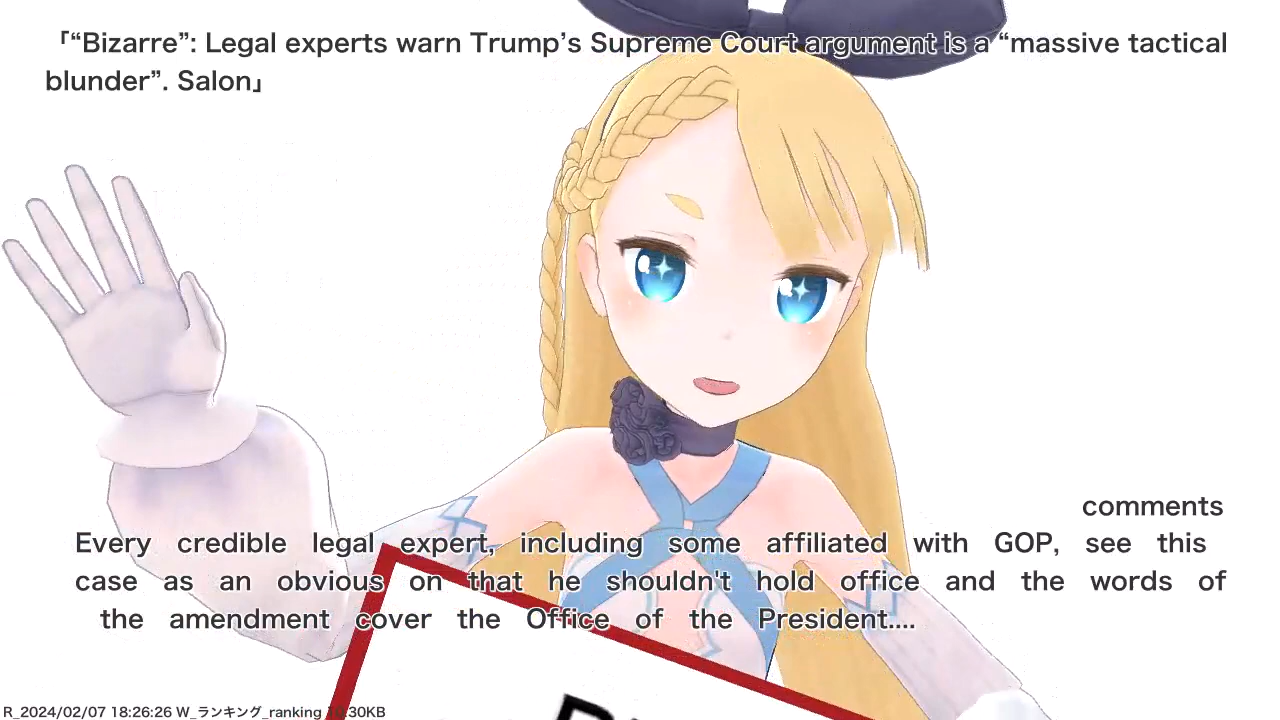 「“Bizarre”: Legal experts warn Trump’s Supreme Court argument is a “massive tactical
blunder”. Salon」
comments
Every credible legal expert, including some affiliated with GOP, see this
case as an obvious on that he shouldn't hold office and the words of
the amendment cover the Office of the President....
R_2024/02/07 18:26:26 W_ランキング_ranking